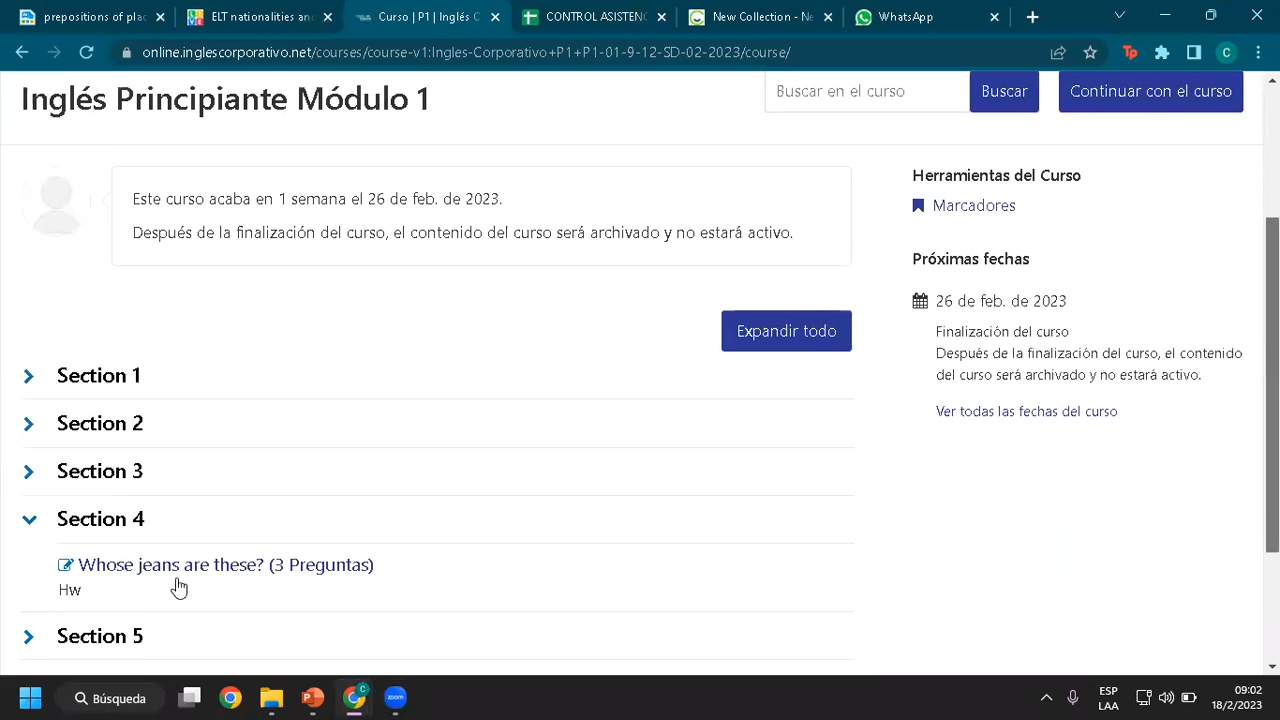 prepositions of plac
ELT nationalities an
Curso | P1 | Inglés C
CONTROL ASISTEN
New Collection - Ne
WhatsApp
online.inglescorporativo.net/courses/course-v1:Ingles-Corporativo+P1+P1-01-9-12-SD-02-2023/course/
Inglés Principiante Módulo 1
Buscar en el curso
Buscar
Continuar con el curso
Este curso acaba en 1 semana el 26 de feb. de 2023.
Después de la finalización del curso, el contenido del curso será archivado y no estará activo.
Herramientas del Curso
Marcadores
Próximas fechas
26 de feb. de 2023
Finalización del curso
Después de la finalización del curso, el contenido
del curso será archivado y no estará activo.
Ver todas las fechas del curso
Expandir todo
Section 1
Section 2
Section 3
Section 4
Whose jeans are these? (3 Preguntas)
Hw
Section 5
Búsqueda
zoom
ESP
LAA
09:02
18/2/2023